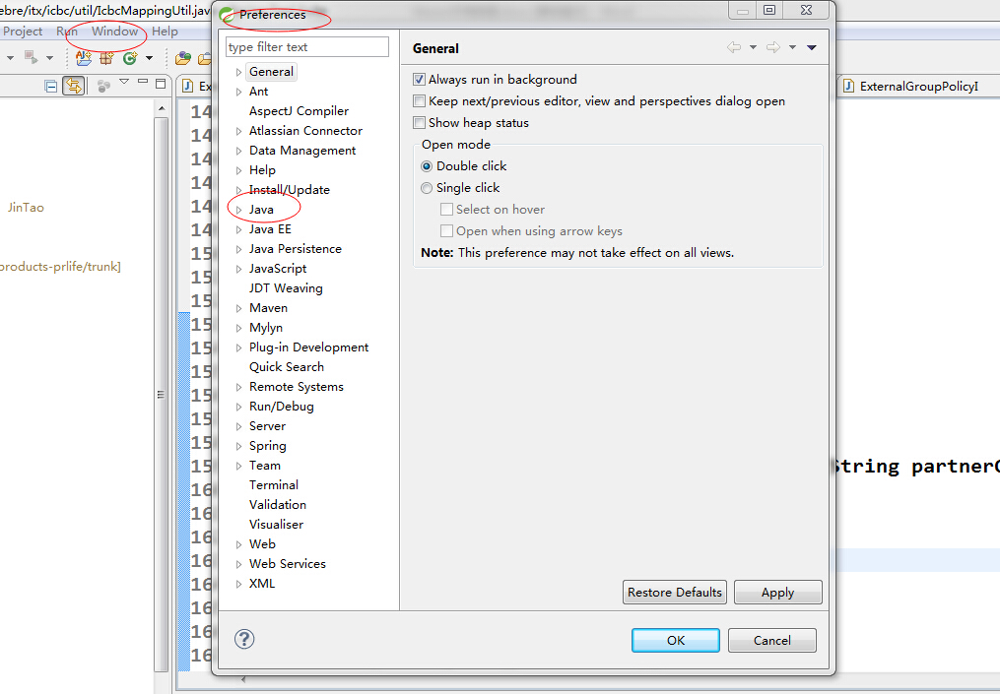 ebre/itx/icbc/util/IcbcMappingUtil.java
Project Run Window Help
Ex
ExternalGroupPolicyI
JinTao
products-prlife/trunk]
14
14
14
14
14
14
15
15
15
15
15
15
15
15
15
15
16
16
16
16
16
16
16
16
String partner
Preferences
type filter text
General
Ant
AspectJ Compiler
Atlassian Connector
Data Management
Help
Install/Update
Java
Java EE
Java Persistence
JavaScript
JDT Weaving
Maven
Mylyn
Plug-in Development
Quick Search
Remote Systems
Run/Debug
Server
Spring
Team
Terminal
Validation
Visualiser
Web
Web Services
XML
General
Always run in background
Keep next/previous editor, view and perspectives dialog open
Show heap status
Open mode
Double click
Single click
Select on hover
Open when using arrow keys
Note: This preference may not take effect on all views.
Restore Defaults
Apply
OK
Cancel